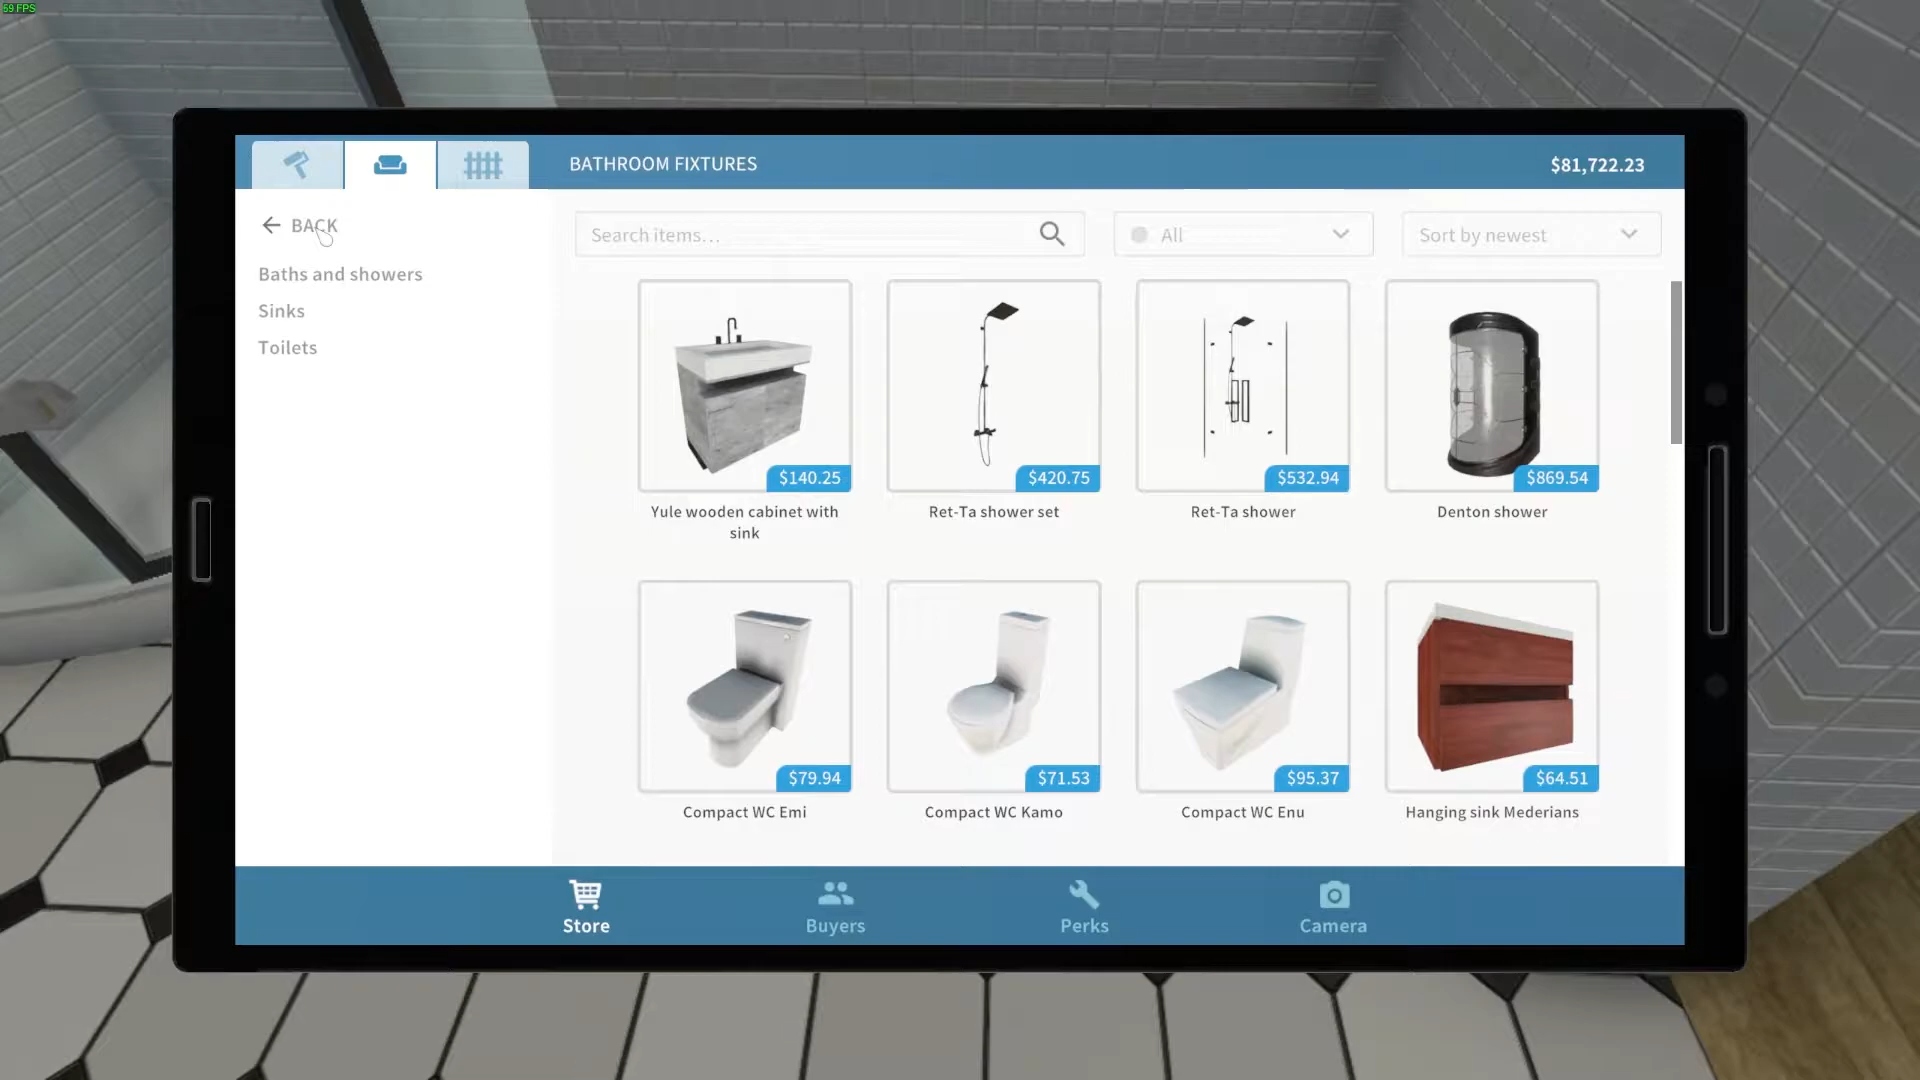 59 FPS
BATHROOM FIXTURES
$81,722.23
BACK
Search items...
All
Sort by newest
Baths and showers
Sinks
Toilets
$140.25
$420.75
$532.94
$869.54
Yule wooden cabinet with
sink
Ret-Ta shower set
Ret-Ta shower
Denton shower
$79.94
$71.53
$95.37
$64.51
Compact WC Emi
Compact WC Kamo
Compact WC Enu
Hanging sink Mederians
Store
Buyers
Perks
Camera